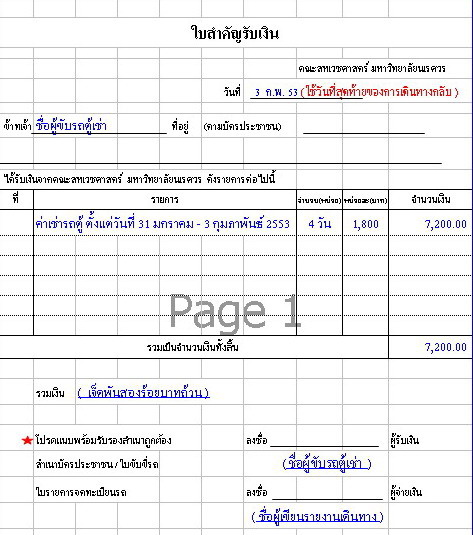 ใบสำคัญรับเงิน
คณะสหเวชศาสตร์ มหาวิทยาลัยนเรศวร
วันที่ 3 ก.พ. 53 (ใช้วันที่สุดท้ายของการเดินทางกลับ )
ข้าพเจ้า ชื่อผู้ขับรถตู้เช่า ที่อยู่ (ตามบัตรประชาชน)
ได้รับเงินจากคณะสหเวชศาสตร์ มหาวิทยาลัยนเรศวร ดังรายการต่อไปนี้
ที่ รายการ จำนวน(หน่วย) หน่วยละ(บาท) จำนวนเงิน
ค่าเช่ารถตู้ ตั้งแต่วันที่ 31 มกราคม - 3 กุมภาพันธ์ 2553 4 วัน 1,800 7,200.00
Page 1
รวมเป็นจำนวนเงินทั้งสิ้น 7,200.00
รวมเงิน ( เจ็ดพันสองร้อยบาทถ้วน )
★ โปรดแนบพร้อมรับรองสำเนาถูกต้อง ลงชื่อ ผู้รับเงิน
สำเนาบัตรประชาชน / ใบขับขี่รถ (ชื่อผู้ขับรถตู้เช่า )
ใบรายการจดทะเบียนรถ ลงชื่อ ผู้จ่ายเงิน
( ชื่อผู้เขียนรายงานเดินทาง )